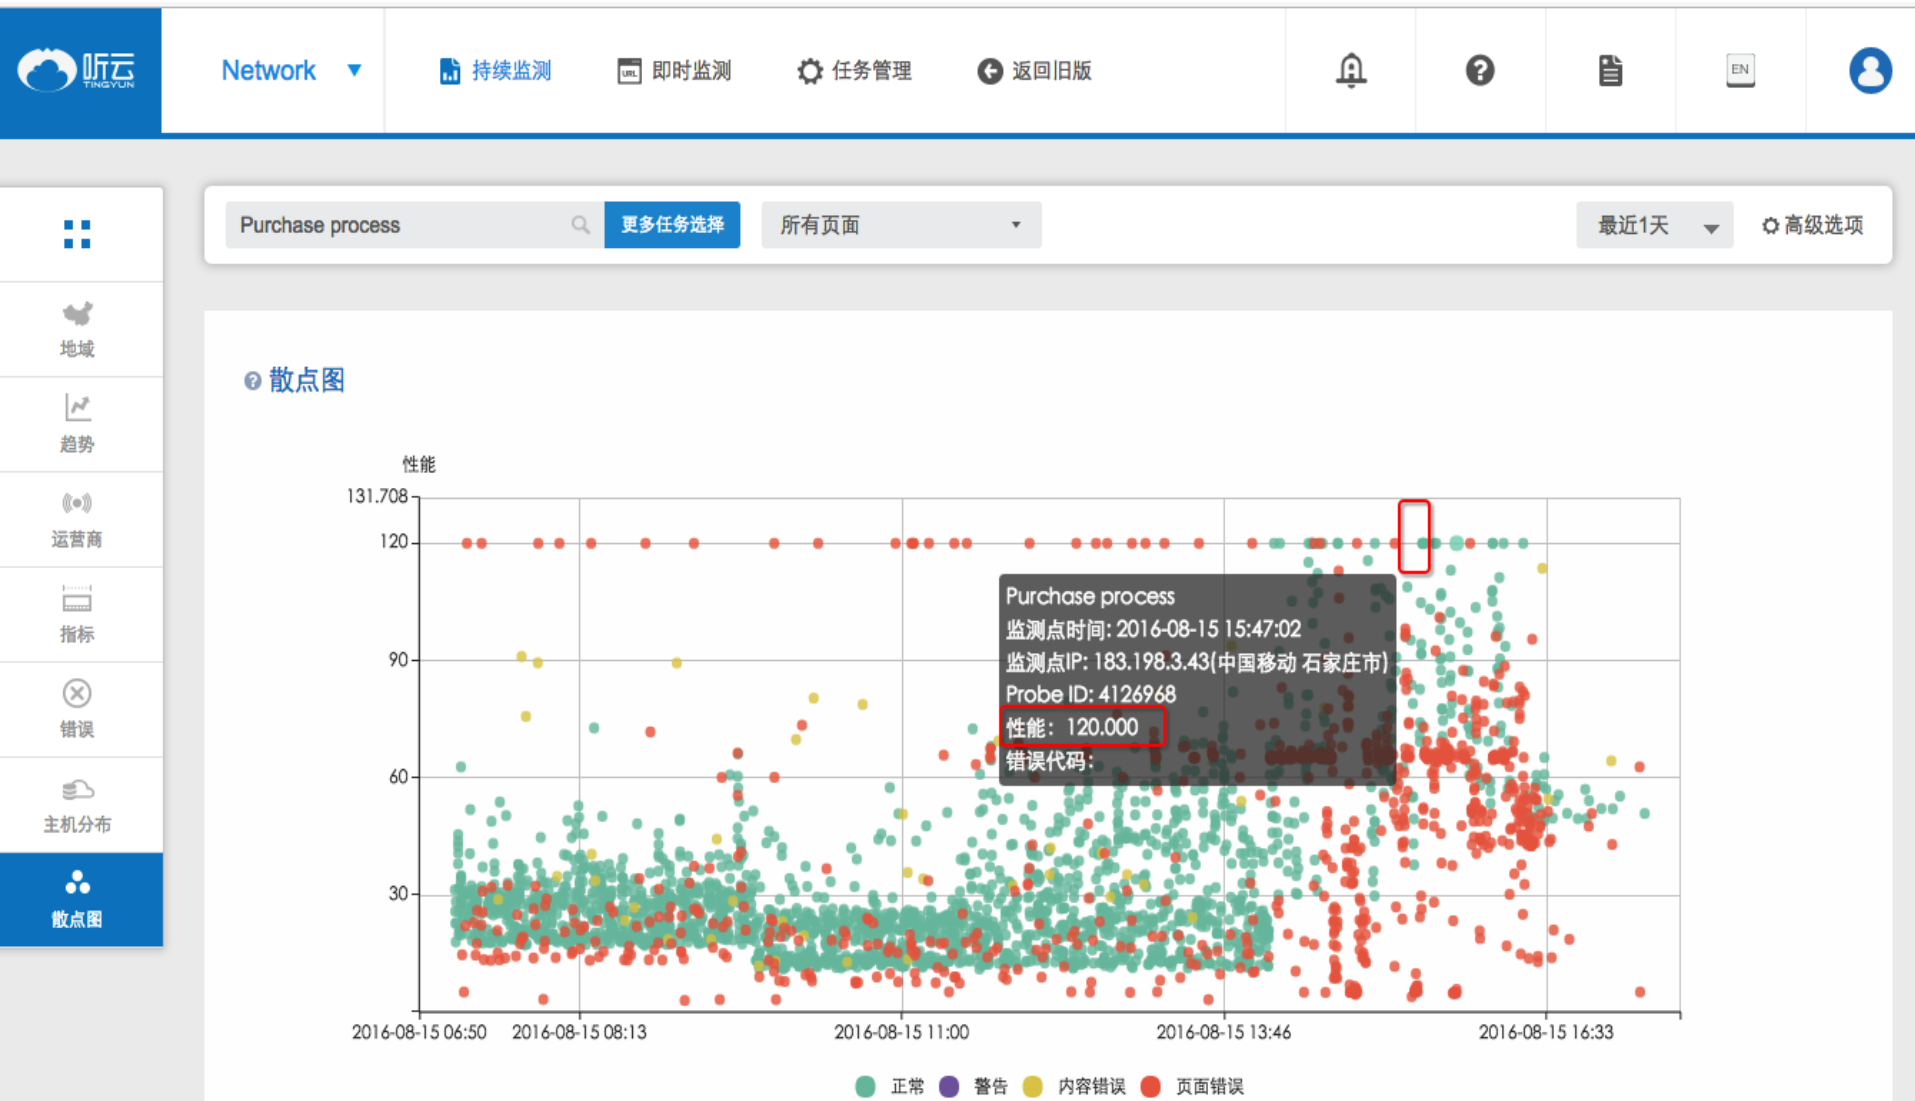 听云
TINGYUN
Network
持续监测
URL
即时监测
任务管理
返回旧版
EN
Purchase process
更多任务选择
所有页面
最近1天
高级选项
地域
趋势
运营商
指标
错误
主机分布
散点图
散点图
性能
131.708
120
90
60
30
Purchase process
监测点时间: 2016-08-15 15:47:02
监测点IP: 183.198.3.43(中国移动 石家庄市)
Probe ID: 4126968
性能: 120.000
错误代码:
2016-08-15 06:50
2016-08-15 08:13
2016-08-15 11:00
2016-08-15 13:46
2016-08-15 16:33
正常
警告
内容错误
页面错误